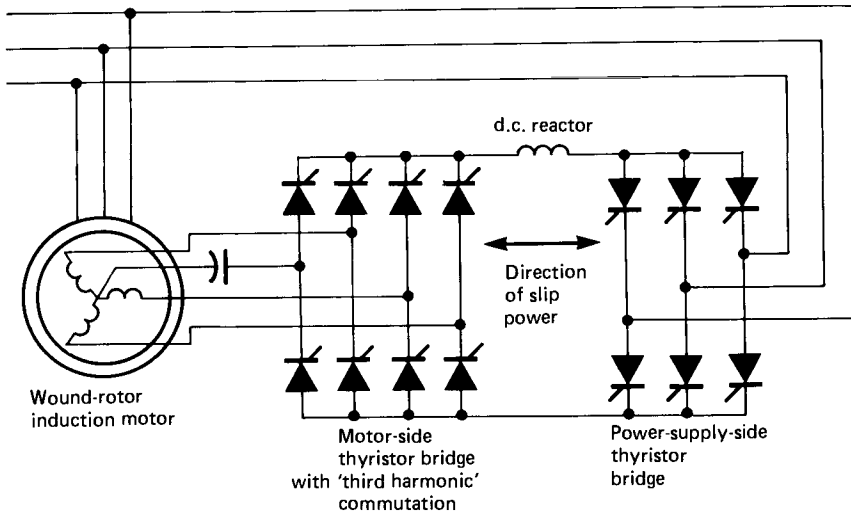 d.c. reactor
Direction
of slip
power
Wound-rotor
induction motor
Motor-side
thyristor bridge
with 'third harmonic'
commutation
Power-supply-side
thyristor
bridge